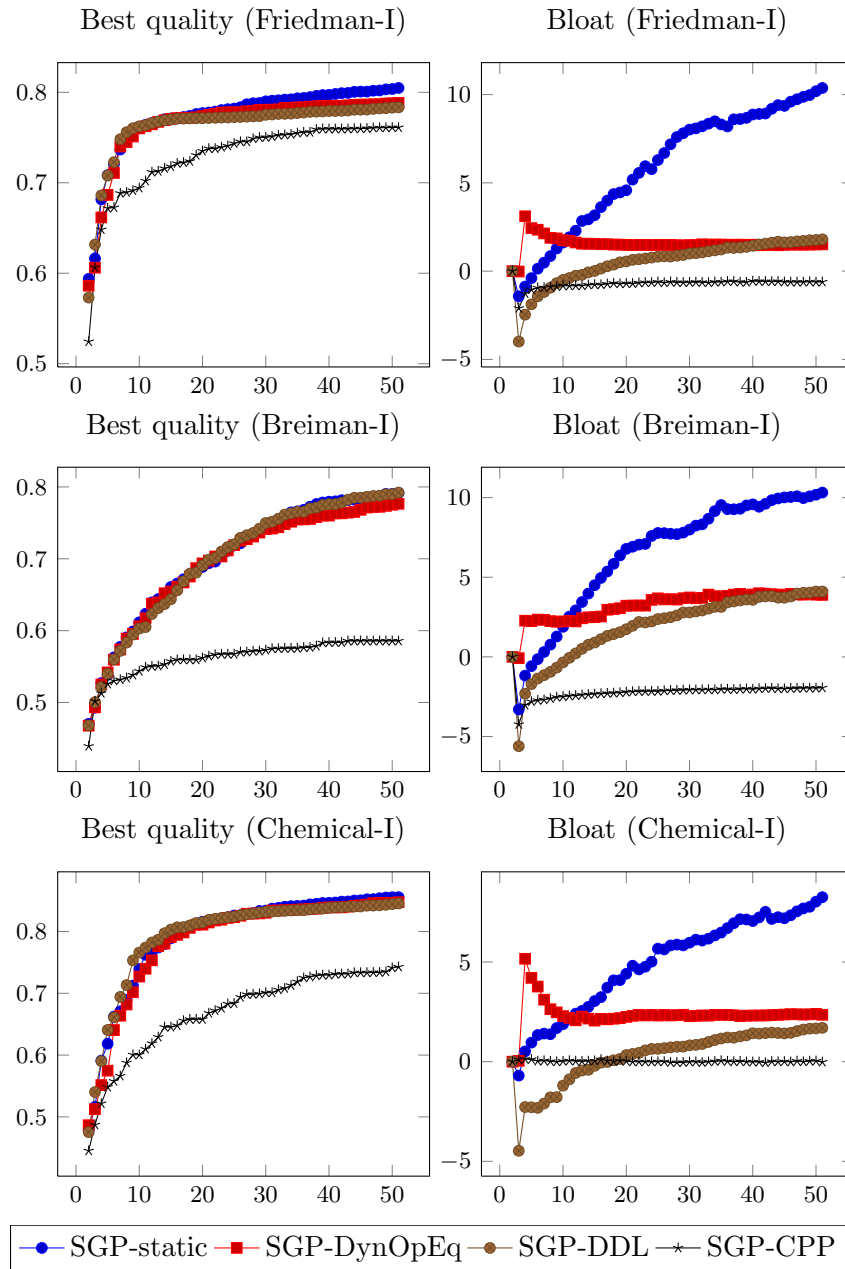 Best quality (Friedman-I)
Bloat (Friedman-I)
0.8
0.7
0.6
0.5
0 10 20 30 40 50
10
5
0
−5
0 10 20 30 40 50
Best quality (Breiman-I)
Bloat (Breiman-I)
0.8
0.7
0.6
0.5
0 10 20 30 40 50
10
5
0
−5
0 10 20 30 40 50
Best quality (Chemical-I)
Bloat (Chemical-I)
0.8
0.7
0.6
0.5
0 10 20 30 40 50
5
0
−5
0 10 20 30 40 50
SGP-static SGP-DynOpEq SGP-DDL SGP-CPP